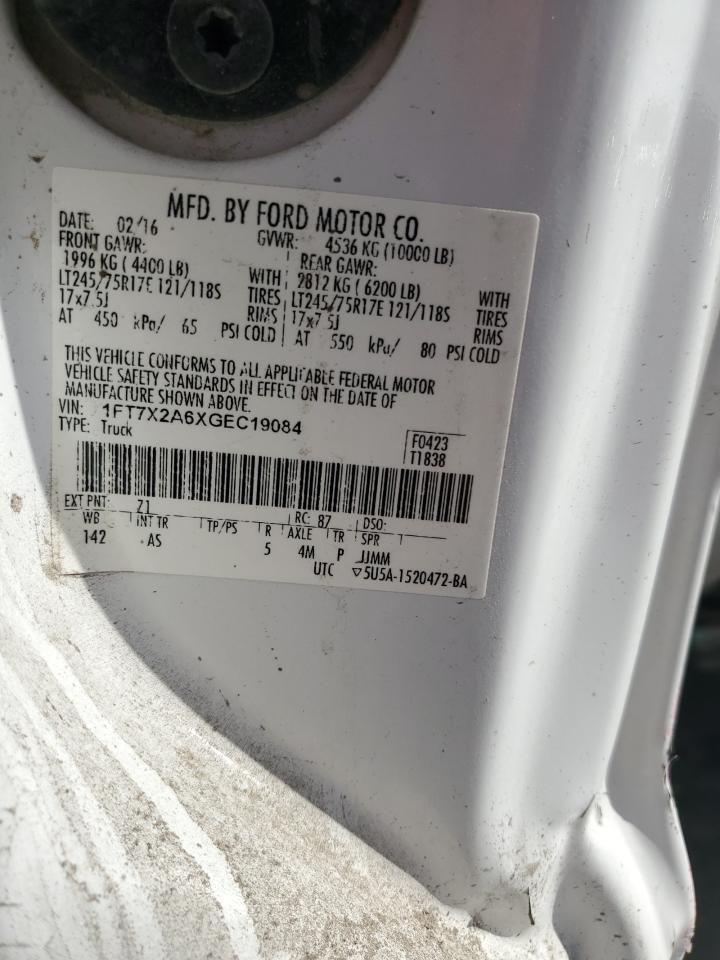 MFD. BY FORD MOTOR CO.
DATE: 02/16 GVWR: 4536 KG (10000 LB)
FRONT GAWR: REAR GAWR:
1996 KG ( 4400 LB) WITH 2812 KG ( 6200 LB) WITH
LT245/75R17E 121/118S TIRES LT245/75R17E 121/118S TIRES
17x7.5J RIMS 17x7.5J RIMS
AT 450 kPa/ 65 PSI COLD AT 550 kPa/ 80 PSI COLD
THIS VEHICLE CONFORMS TO ALL APPLICABLE FEDERAL MOTOR
VEHICLE SAFETY STANDARDS IN EFFECT ON THE DATE OF
MANUFACTURE SHOWN ABOVE.
VIN: 1FT7X2A6XGEC19084
TYPE: Truck
F0423
T1838
EXT PNT: Z1 RC: 87 DSO:
WB INT TR TP/PS R AXLE TR SPR
142 AS 5 4M P JJMM
UTC ▽5U5A-1520472-BA